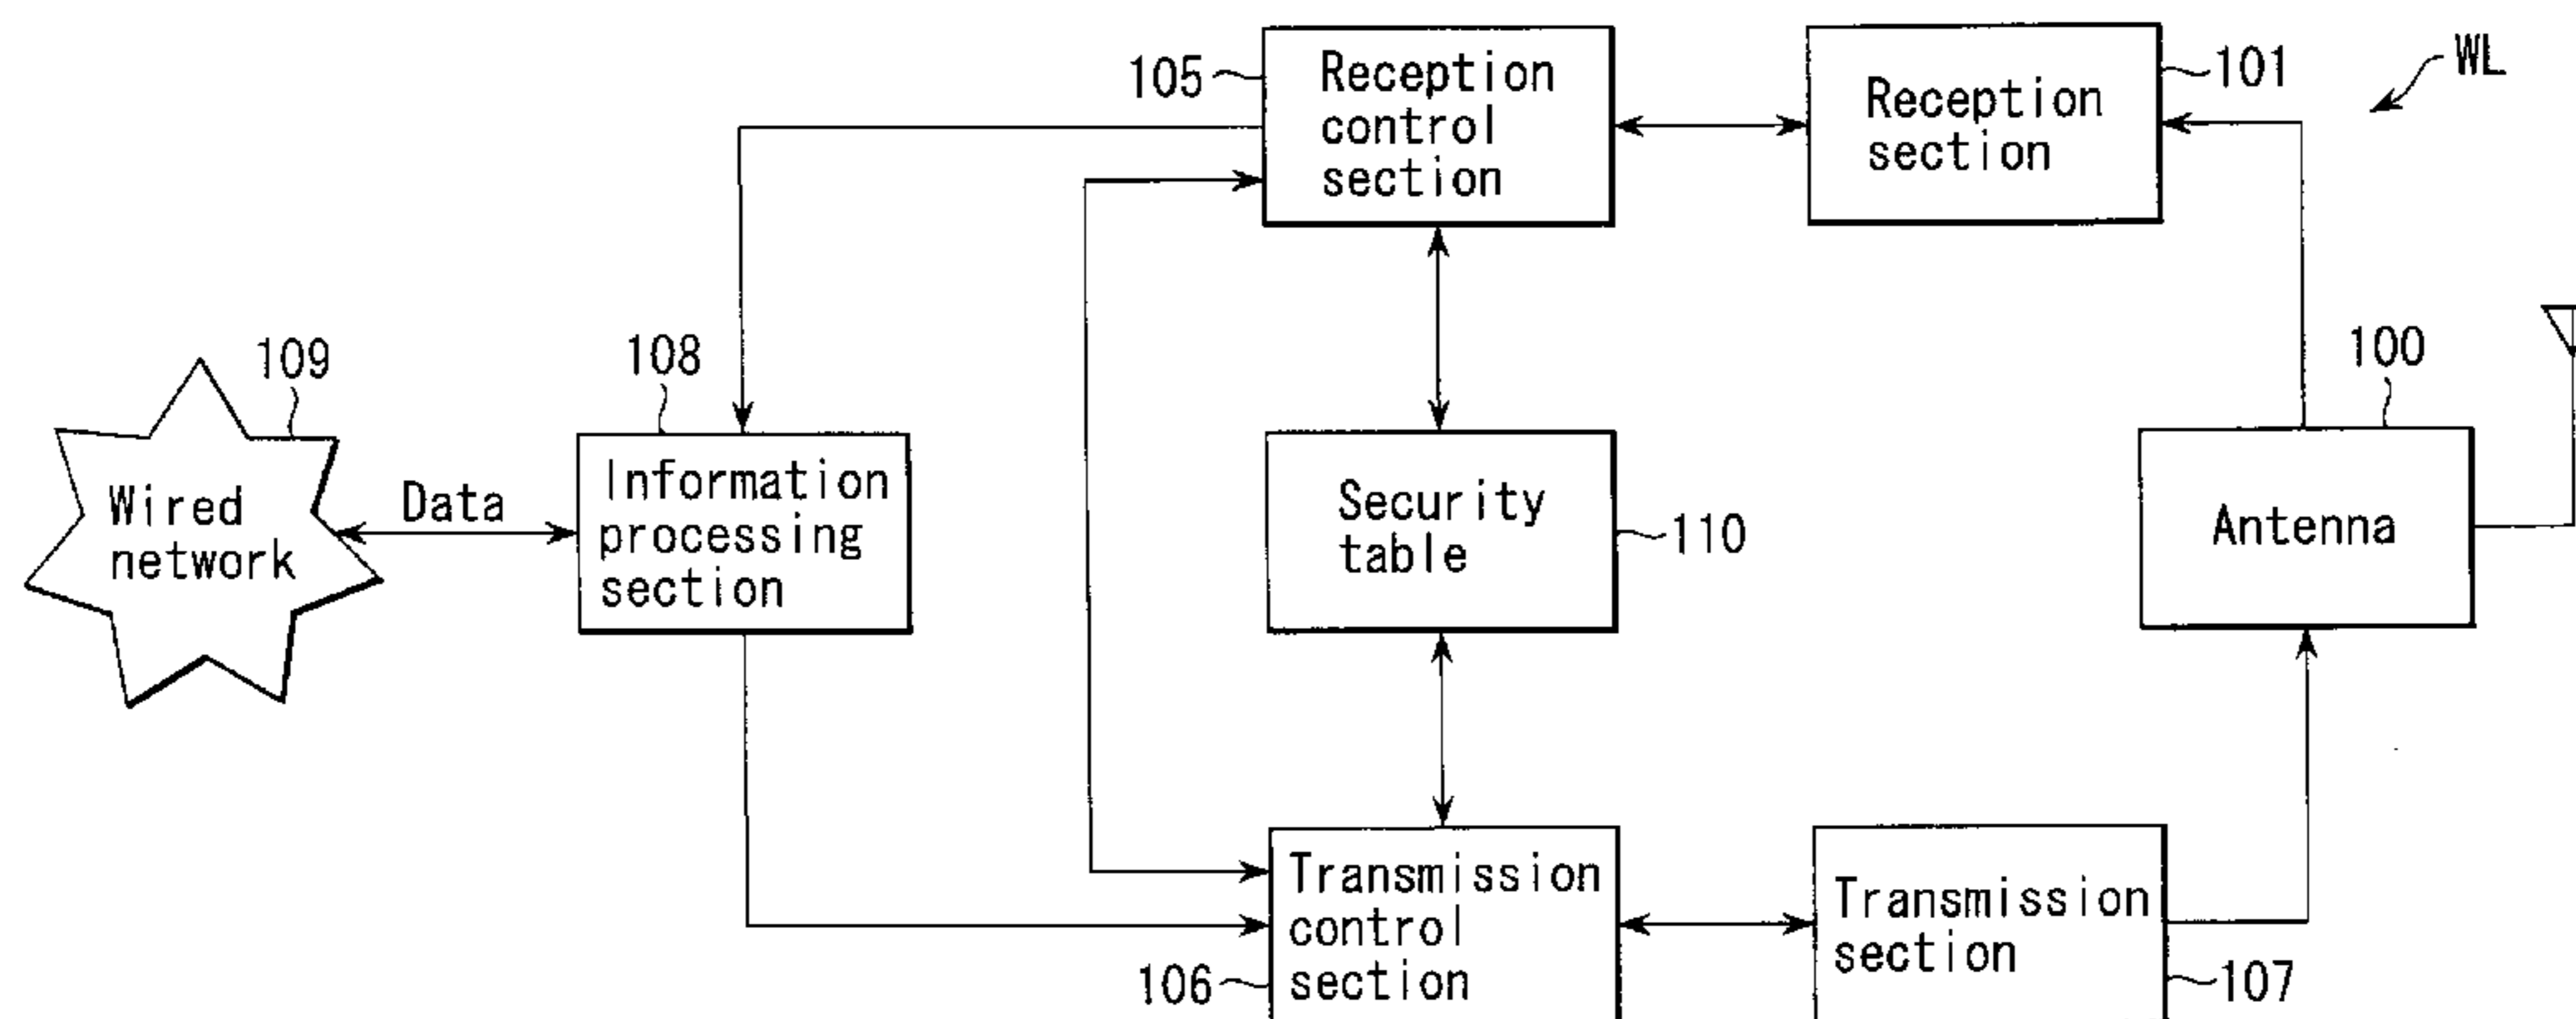 105
Reception
control
section
Reception
section
101
WL
109
Wired
network
Data
108
Information
processing
section
Security
table
110
100
Antenna
Transmission
control
section
106
Transmission
section
107